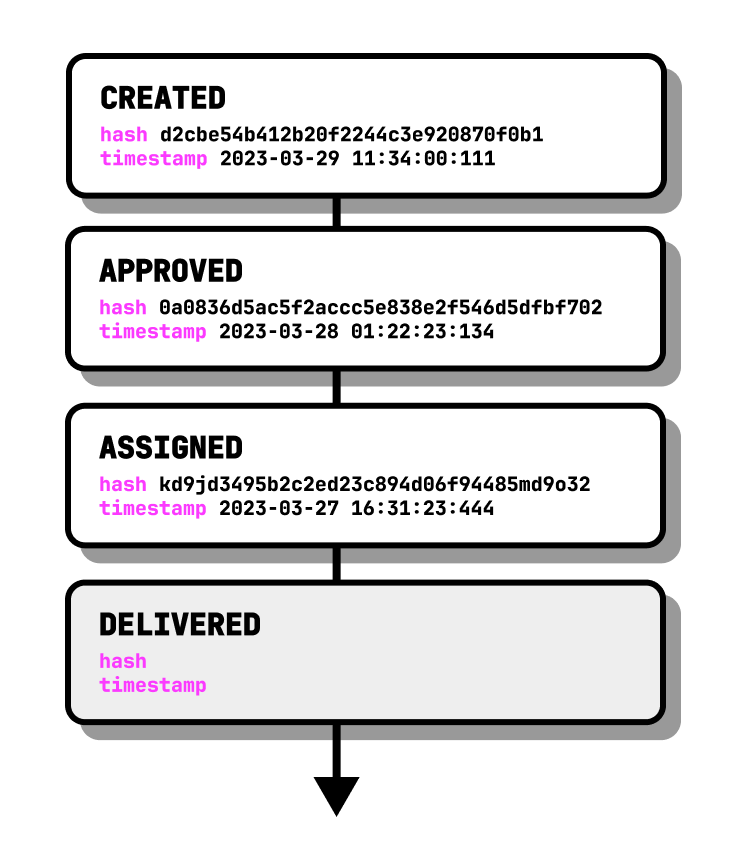 CREATED
hash d2cbe54b412b20f2244c3e920870f0b1
timestamp 2023-03-29 11:34:00:111
APPROVED
hash 0a0836d5ac5f2accc5e838e2f546d5dfbf702
timestamp 2023-03-28 01:22:23:134
ASSIGNED
hash kd9jd3495b2c2ed23c894d06f94485md9o32
timestamp 2023-03-27 16:31:23:444
DELIVERED
hash
timestamp